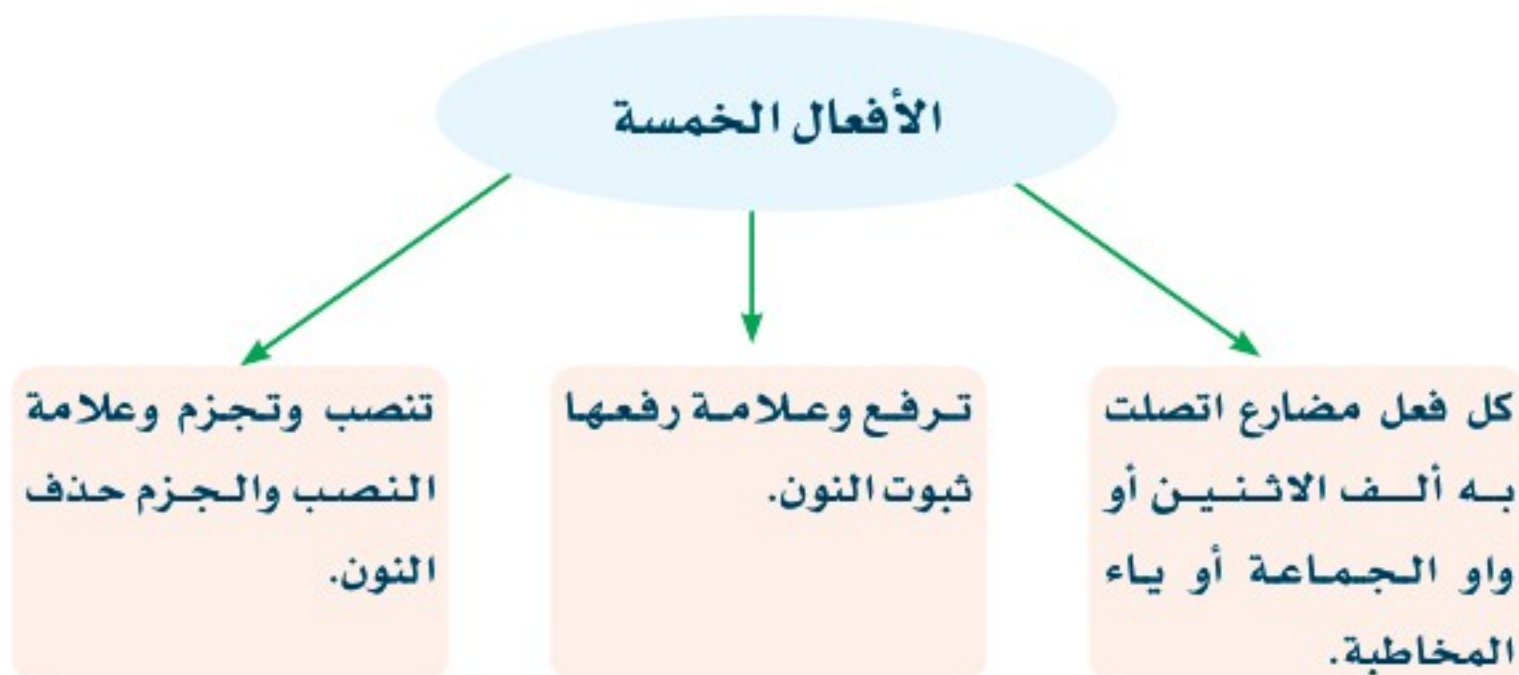 الأفعال الخمسة
كل فعل مضارع اتصلت
به ألف الاثنين أو
واو الجماعة أو ياء
المخاطبة.
ترفع وعلامة رفعها
ثبوت النون.
تنصب وتجزم وعلامة
النصب والجزم حذف
النون.